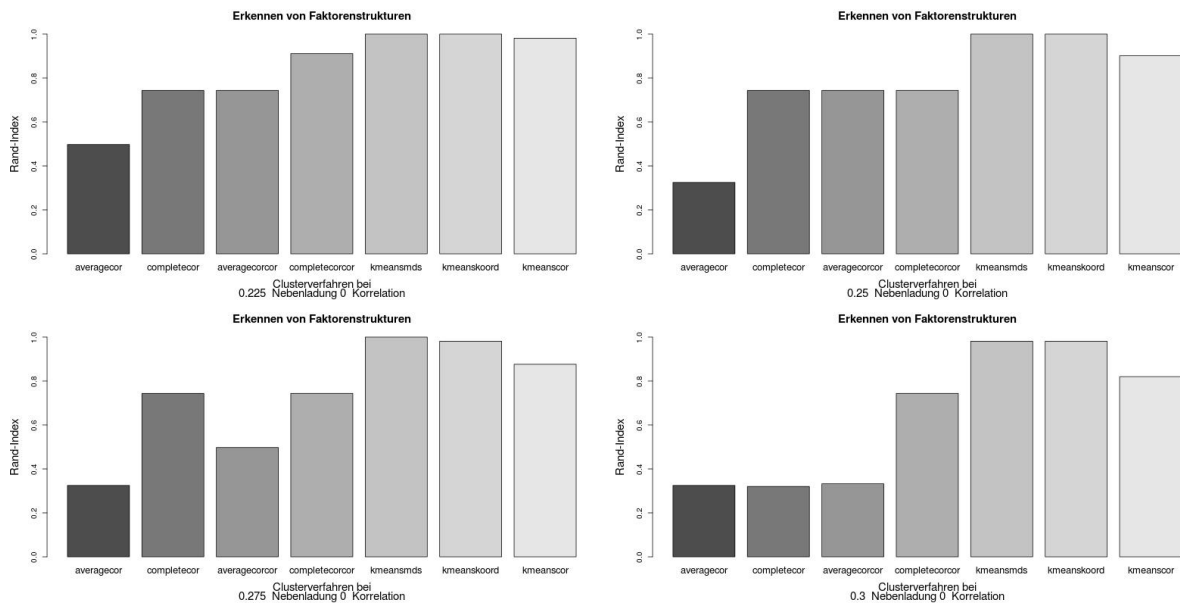 Erkennen von Faktorenstrukturen
Rand-Index
1.0
0.8
0.6
0.4
0.2
0.0
averagecor completecor averagecorcor completecorcor kmeansmds kmeanskoord kmeanscor
Clusterverfahren bei
0.225 Nebenladung 0 Korrelation
Erkennen von Faktorenstrukturen
Rand-Index
1.0
0.8
0.6
0.4
0.2
0.0
averagecor completecor averagecorcor completecorcor kmeansmds kmeanskoord kmeanscor
Clusterverfahren bei
0.25 Nebenladung 0 Korrelation
Erkennen von Faktorenstrukturen
Rand-Index
1.0
0.8
0.6
0.4
0.2
0.0
averagecor completecor averagecorcor completecorcor kmeansmds kmeanskoord kmeanscor
Clusterverfahren bei
0.275 Nebenladung 0 Korrelation
Erkennen von Faktorenstrukturen
Rand-Index
1.0
0.8
0.6
0.4
0.2
0.0
averagecor completecor averagecorcor completecorcor kmeansmds kmeanskoord kmeanscor
Clusterverfahren bei
0.3 Nebenladung 0 Korrelation